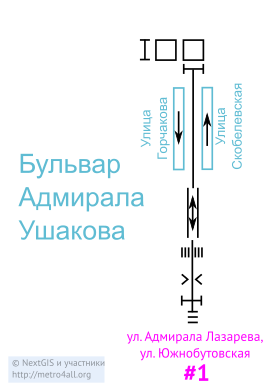 Улица
Горчакова
Улица
Скобелевская
Бульвар
Адмирала
Ушакова
ул. Адмирала Лазарева,
ул. Южнобутовская
#1
© NextGIS и участники
http://metro4all.org